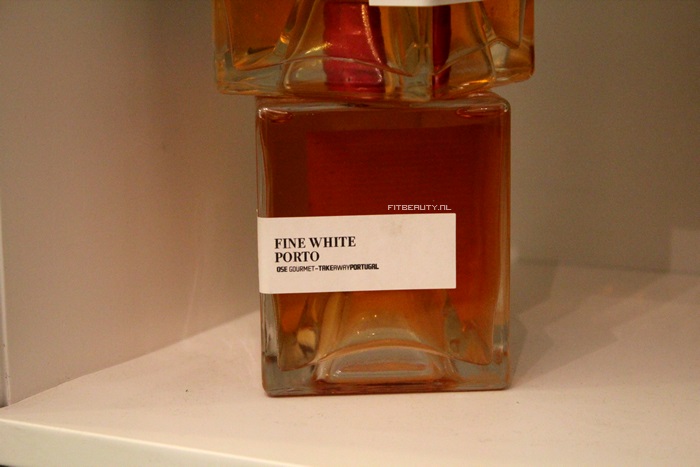 FITBEAUTY.NL
FINE WHITE
PORTO
OSE GOURMET-TAKEAWAYPORTUGAL